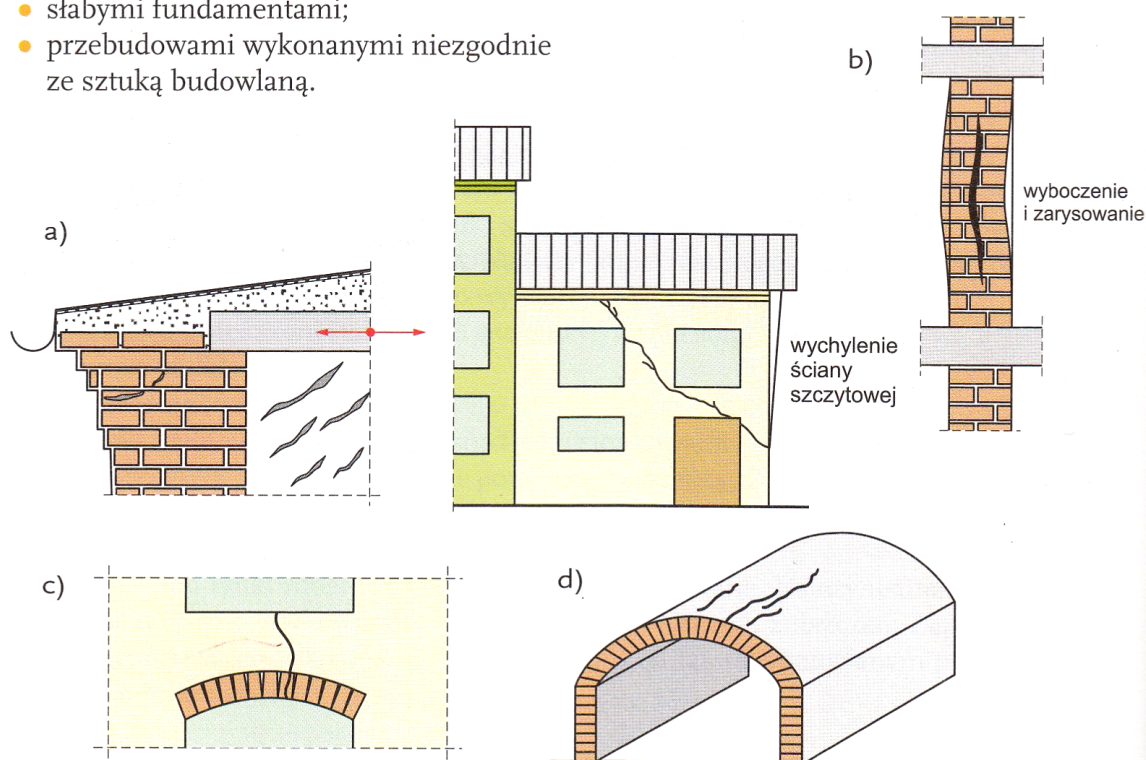 słabymi fundamentami;
• przebudowami wykonanymi niezgodnie
ze sztuką budowlaną.
a)
b)
wyboczenie
i zarysowanie
wychylenie
ściany
szczytowej
c)
d)